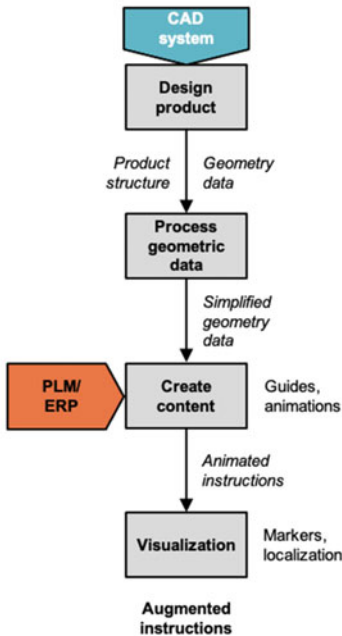 CAD
system
Design
product
Product
structure
Geometry
data
Process
geometric
data
Simplified
geometry
data
PLM/
ERP
Create
content
Guides,
animations
Animated
instructions
Visualization
Markers,
localization
Augmented
instructions